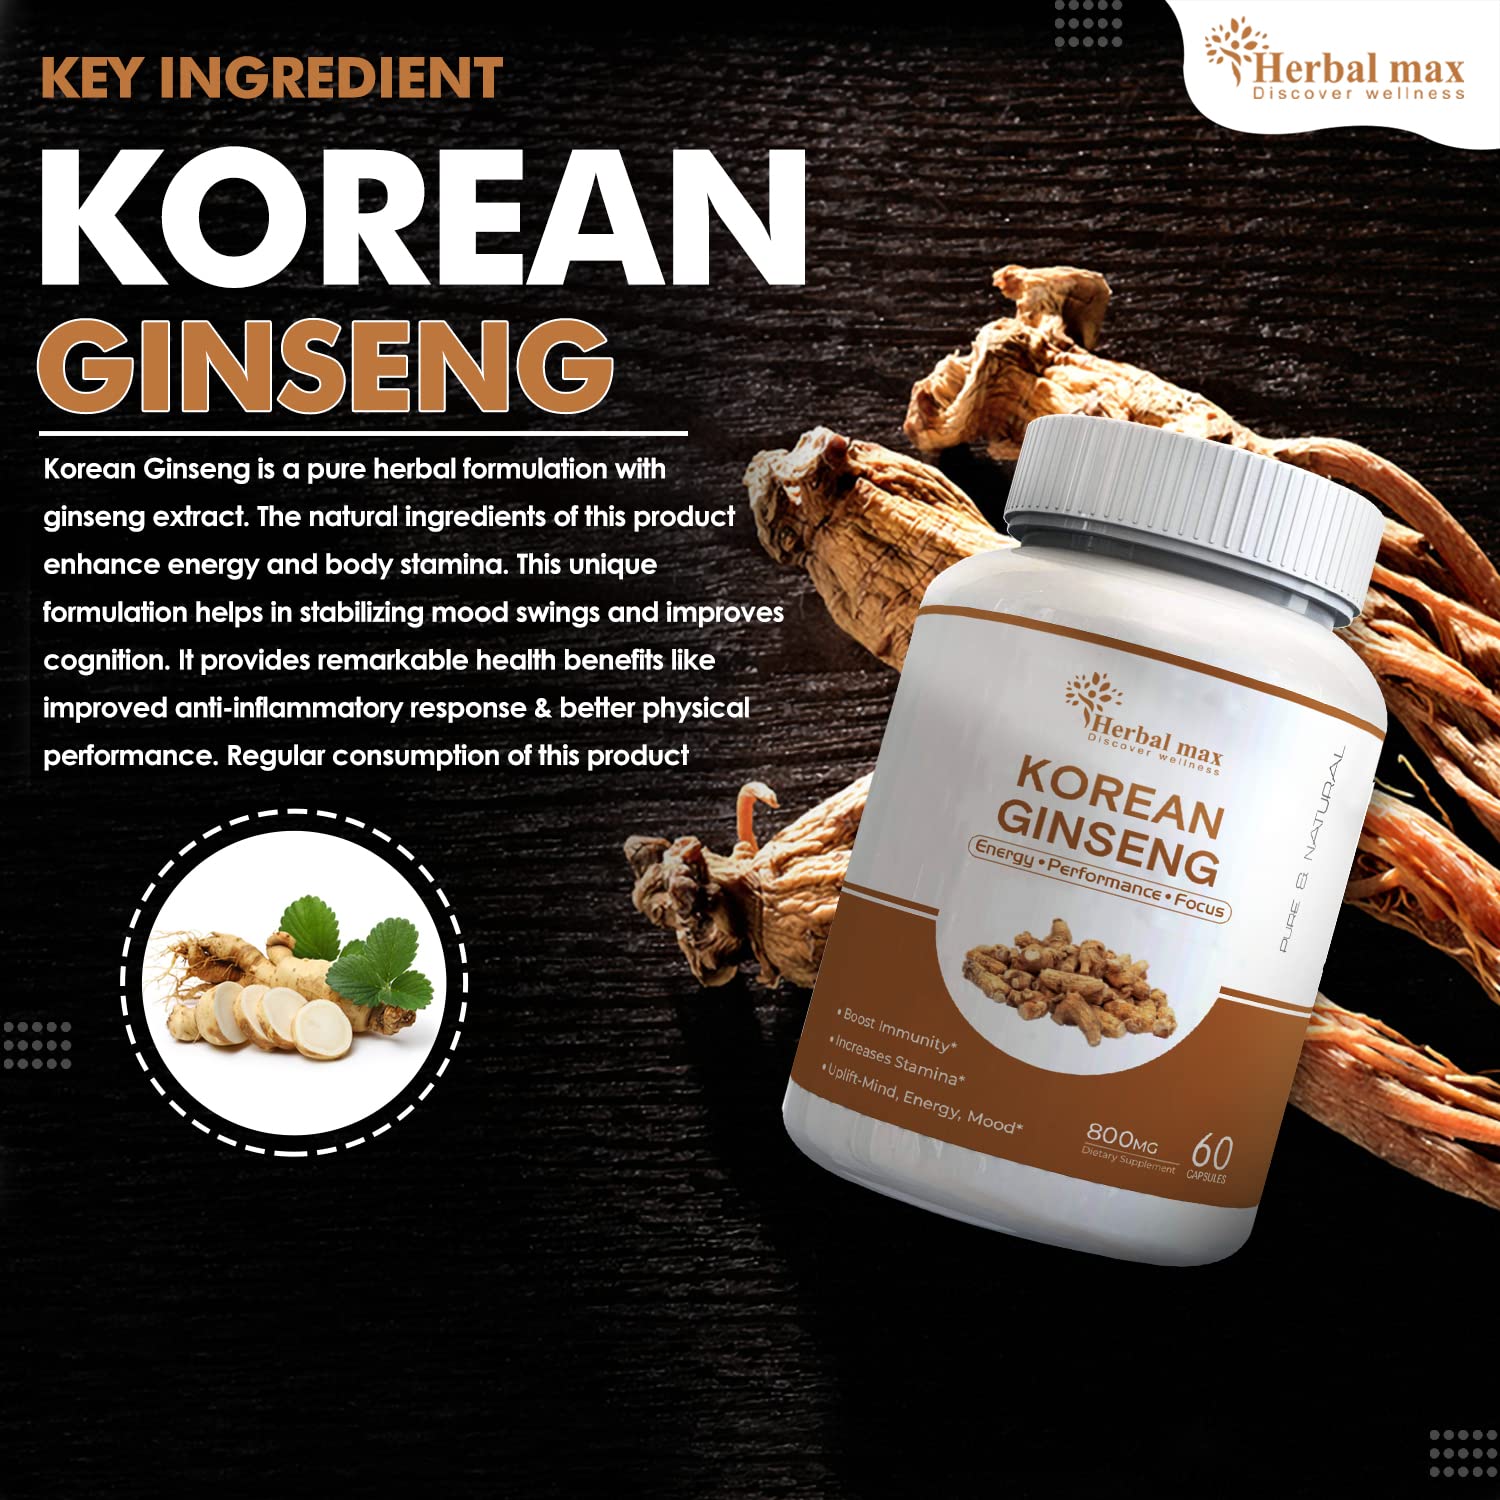 Herbal max
Discover wellness
KEY INGREDIENT
KOREAN
GINSENG
Korean Ginseng is a pure herbal formulation with
ginseng extract. The natural ingredients of this product
enhance energy and body stamina. This unique
formulation helps in stabilizing mood swings and improves
cognition. It provides remarkable health benefits like
improved anti-inflammatory response & better physical
performance. Regular consumption of this product
Herbal max
Discover wellness
KOREAN
GINSENG
Energy • Performance • Focus
PURE & NATURAL
• Boost Immunity*
• Increases Stamina*
• Uplift-Mind, Energy, Mood*
800MG
Dietary Supplement
60
CAPSULES